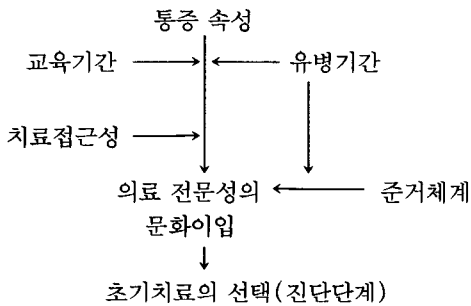 통증 속성
교육기간
유병기간
치료접근성
의료 전문성의
문화이입
준거체계
초기치료의 선택(진단단계)